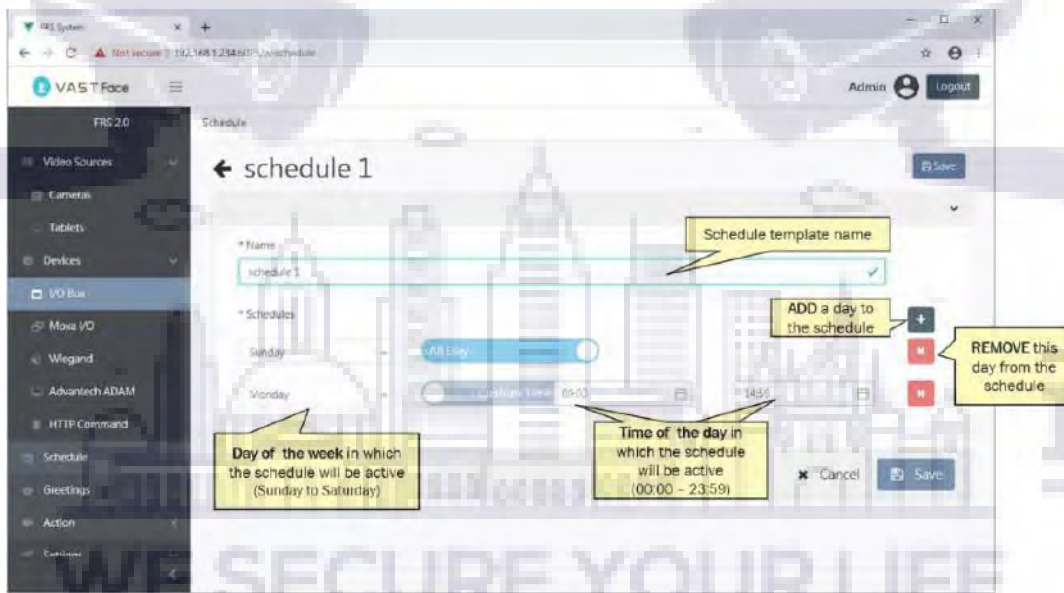 FRS System
Not secure
VAST Face
Admin
Logout
FRS 2.0
Schedule
Video Sources
schedule 1
Save
Cameras
Tablets
Schedule template name
* Name
Devices
schedule 1
I/O Box
ADD a day to
the schedule
* Schedules
Moxa I/O
Sunday
All Day
REMOVE this
day from the
schedule
Wiegand
Advantech ADAM
Monday
Custom Time
14:59
HTTP Command
Time of the day in
which the schedule
will be active
(00:00 – 23:59)
Day of the week in which
the schedule will be active
(Sunday to Saturday)
Schedule
Cancel
Save
Greetings
Action
Settings
WE SECURE YOUR LIFE